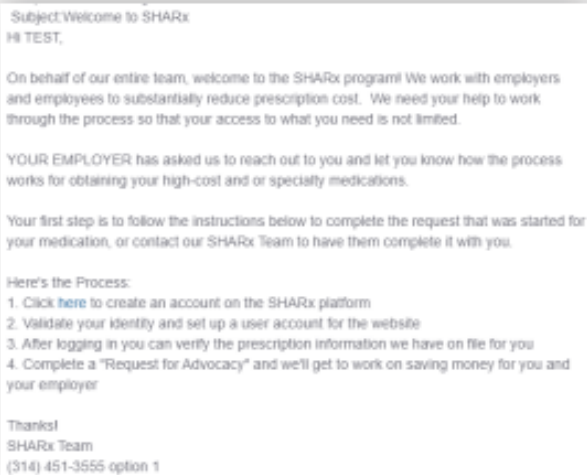 Subject:Welcome to SHARx
Hi TEST,
On behalf of our entire team, welcome to the SHARx program! We work with employers
and employees to substantially reduce prescription cost.  We need your help to work
through the process so that your access to what you need is not limited.
YOUR EMPLOYER has asked us to reach out to you and let you know how the process
works for obtaining your high-cost and or specialty medications.
Your first step is to follow the instructions below to complete the request that was started for
your medication, or contact our SHARx Team to have them complete it with you.
Here's the Process:
1. Click here to create an account on the SHARx platform
2. Validate your identity and set up a user account for the website
3. After logging in you can verify the prescription information we have on file for you
4. Complete a "Request for Advocacy" and we'll get to work on saving money for you and
your employer
Thanks!
SHARx Team
(314) 451-3555 option 1